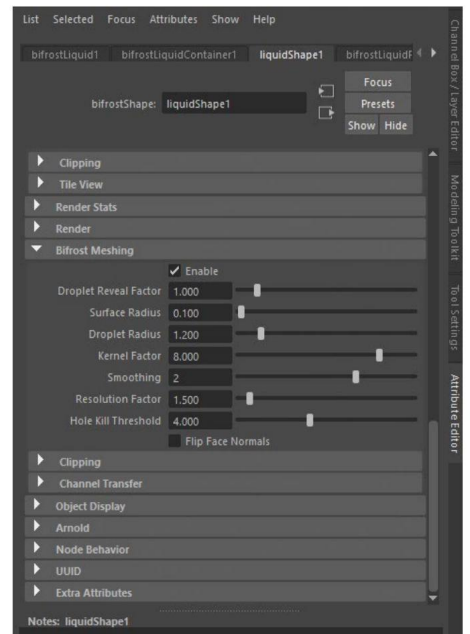 List Selected Focus Attributes Show Help
bifrostLiquid1 bifrostLiquidContainer1 liquidShape1 bifrostLiquidF
Focus
bifrostShape: liquidShape1
Presets
Show Hide
Clipping
Tile View
Render Stats
Render
Bifrost Meshing
Enable
Droplet Reveal Factor 1.000
Surface Radius 0.100
Droplet Radius 1.200
Kernel Factor 8.000
Smoothing 2
Resolution Factor 1.500
Hole Kill Threshold 4.000
Flip Face Normals
Clipping
Channel Transfer
Object Display
Arnold
Node Behavior
UUID
Extra Attributes
Notes: liquidShape1
Channel Box / Layer Editor
Modeling Toolkit
Tool Settings
Attribute Editor